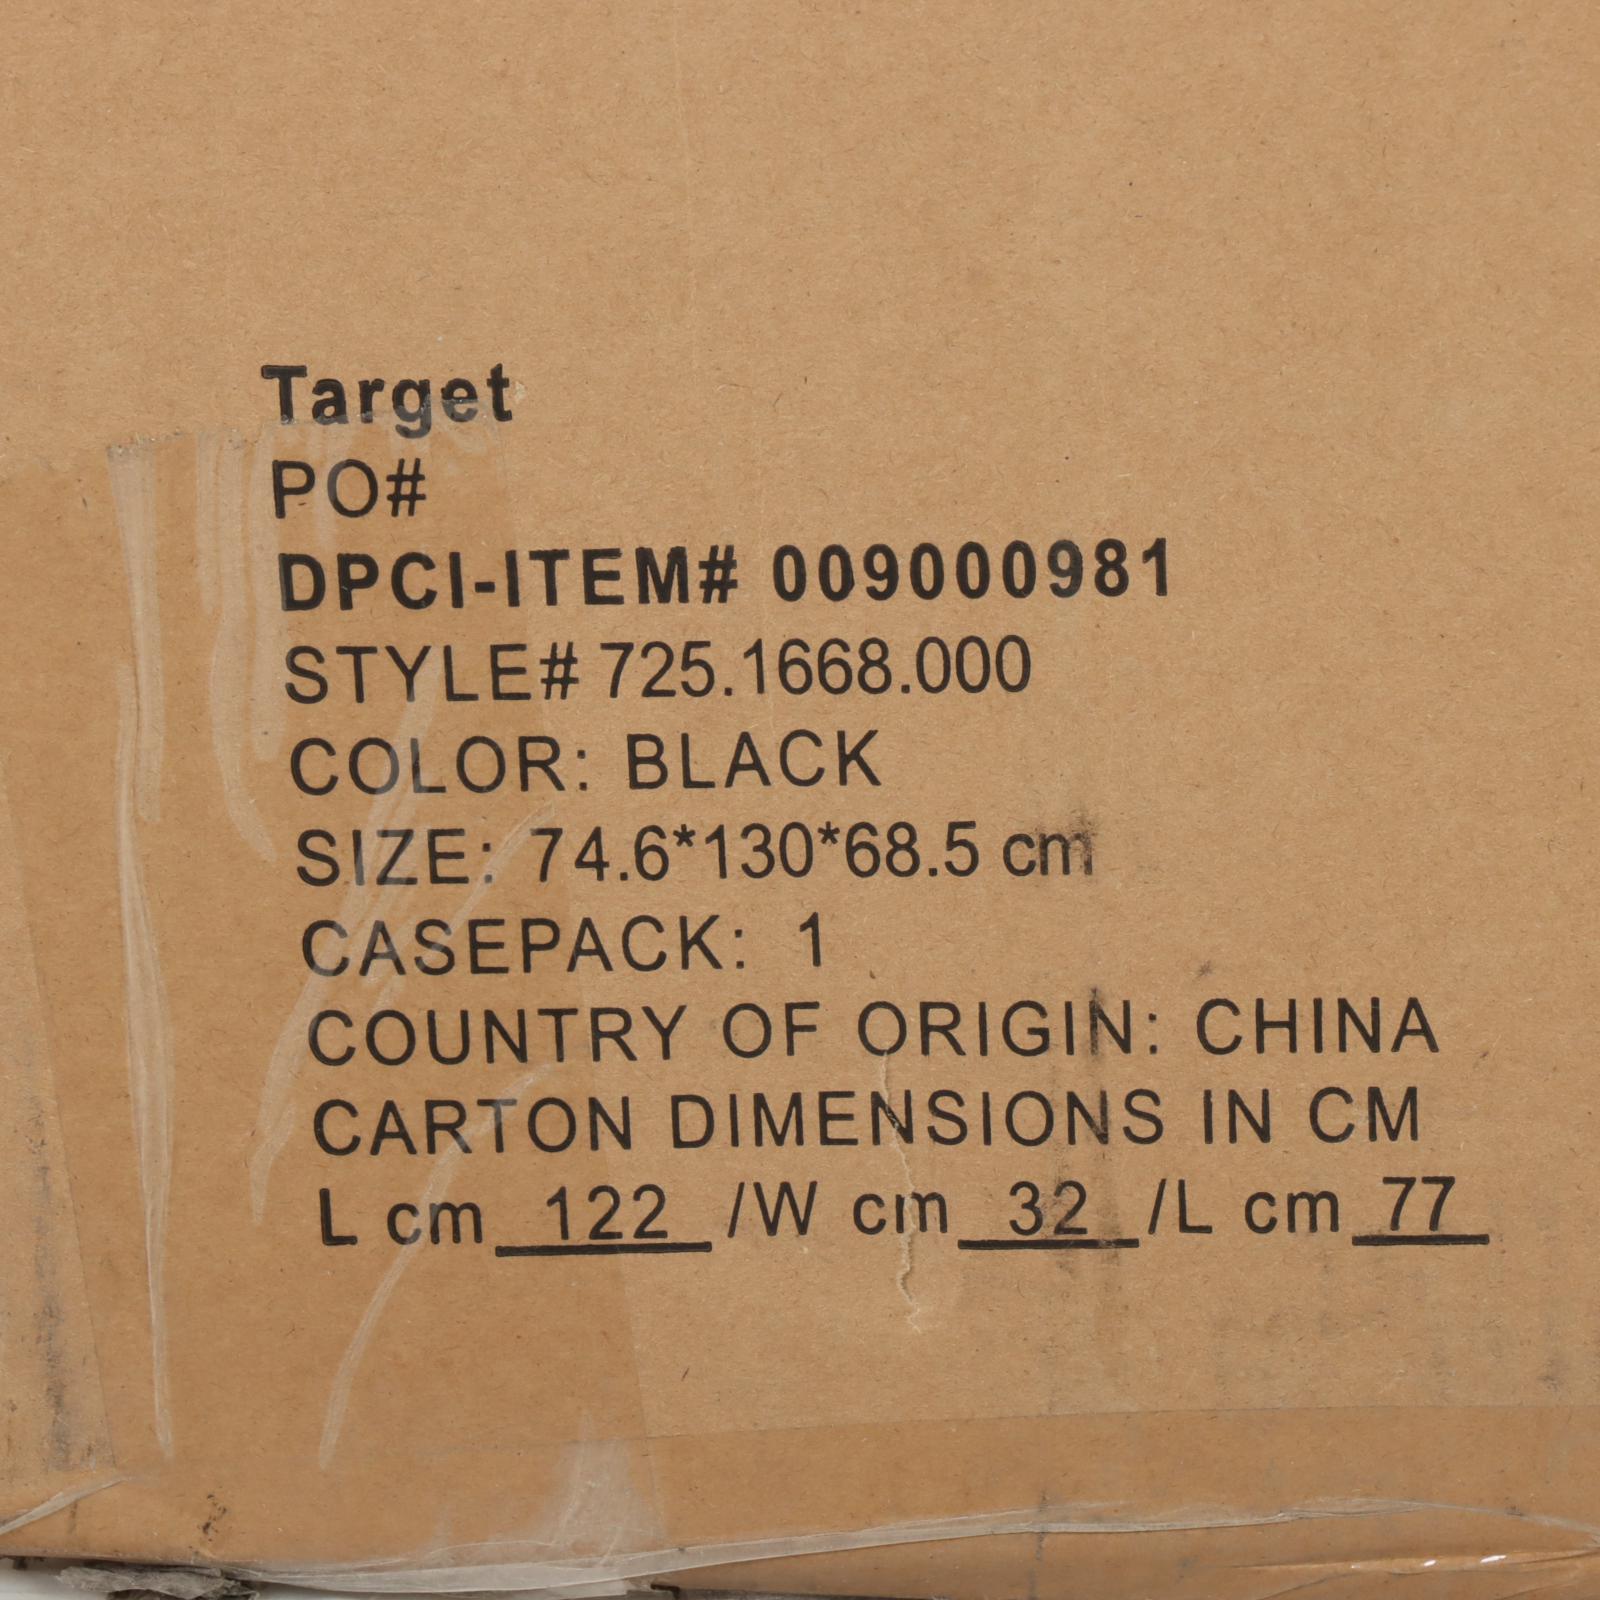 Target
PO#
DPCI-ITEM# 009000981
STYLE# 725.1668.000
COLOR: BLACK
SIZE: 74.6*130*68.5 cm
CASEPACK: 1
COUNTRY OF ORIGIN: CHINA
CARTON DIMENSIONS IN CM
L cm 122 /W cm 32 /L cm 77